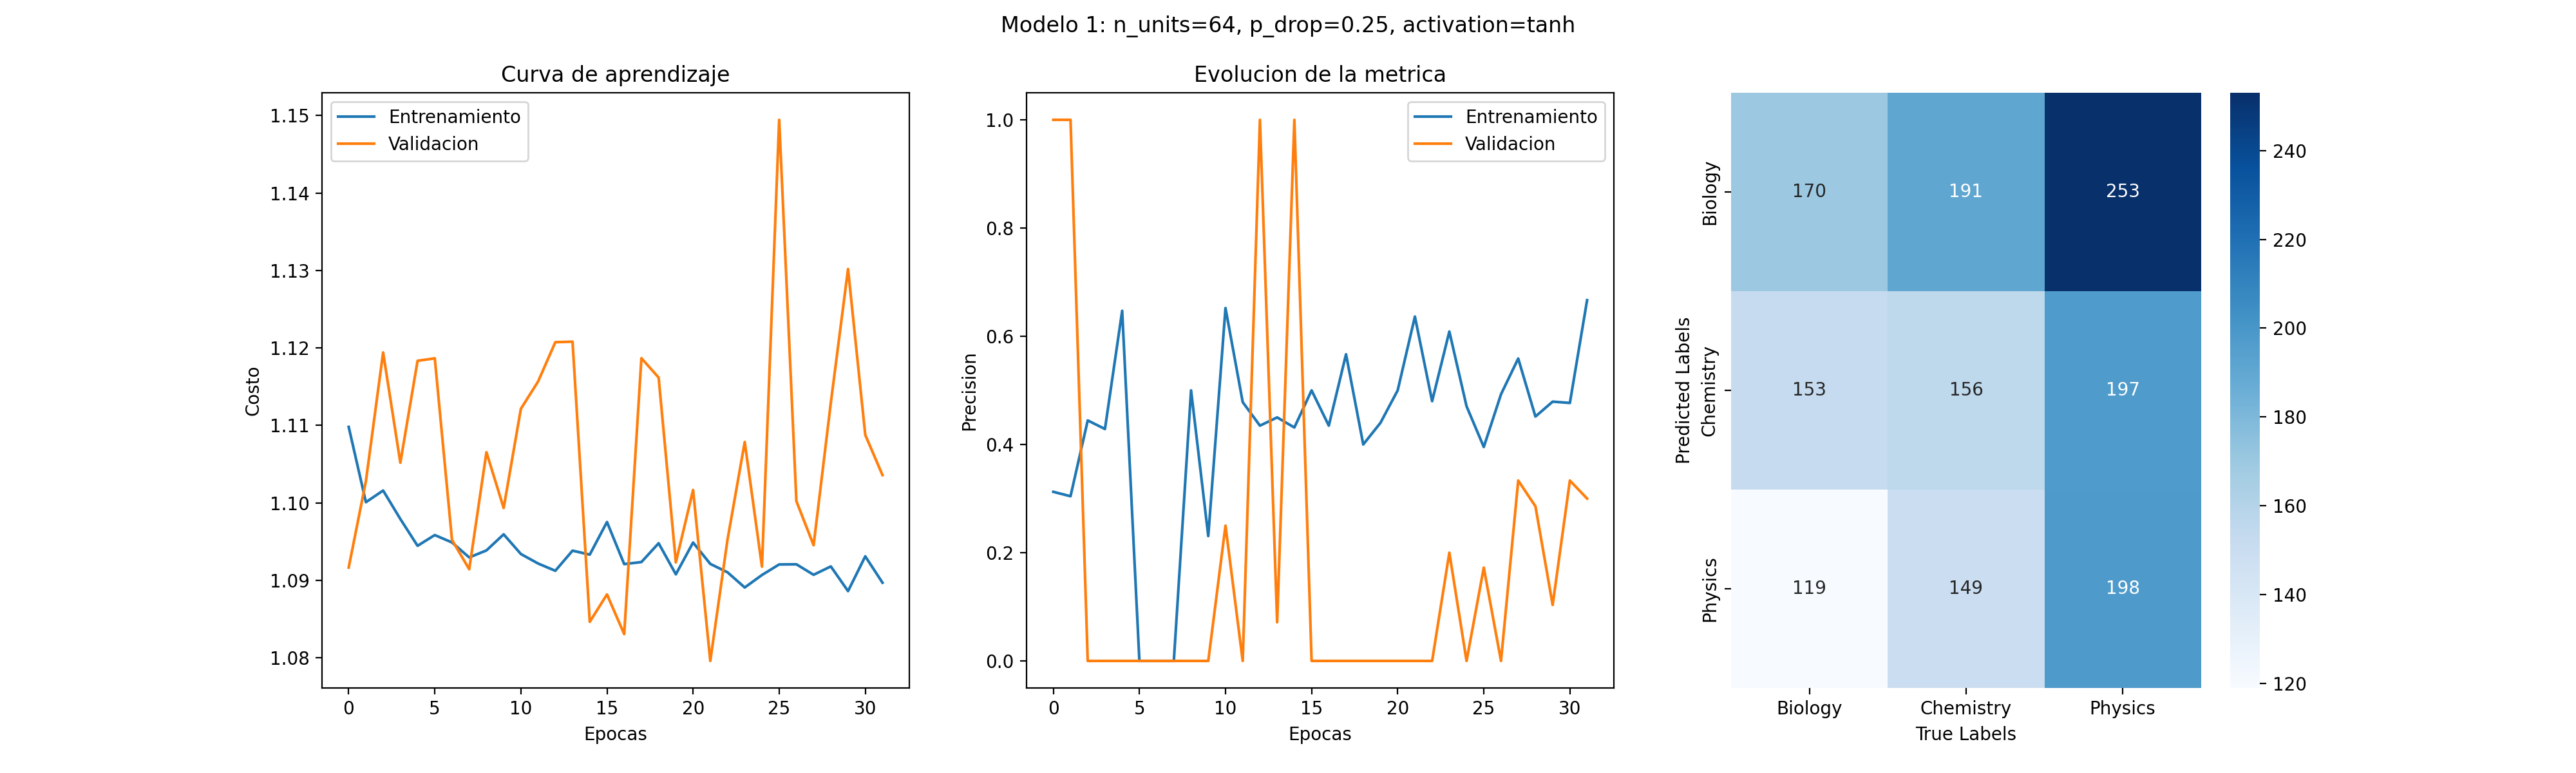 Modelo 1: n_units=64, p_drop=0.25, activation=tanh
Curva de aprendizaje
Entrenamiento
Validacion
1.15
1.14
1.13
1.12
1.11
1.10
1.09
1.08
Costo
0 5 10 15 20 25 30
Epocas
Evolucion de la metrica
Entrenamiento
Validacion
1.0
0.8
0.6
0.4
0.2
0.0
Precision
0 5 10 15 20 25 30
Epocas
Predicted Labels
Biology
Chemistry
Physics
170 191 253
153 156 197
119 149 198
Biology Chemistry Physics
True Labels
240
220
200
180
160
140
120